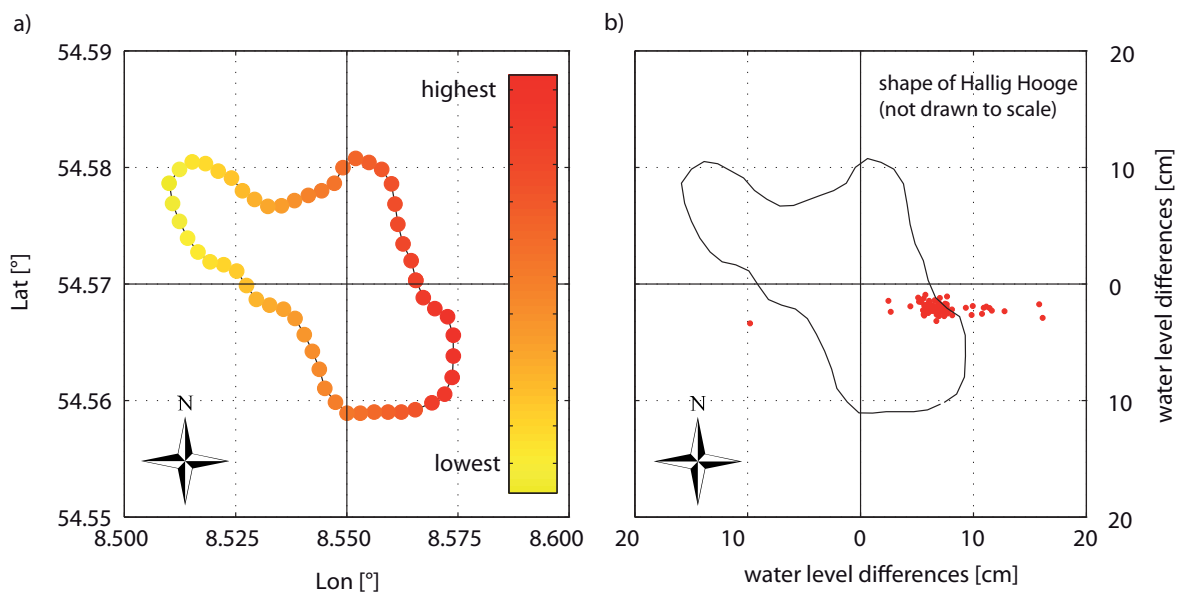 a)
54.59
54.58
54.57
54.56
54.55
Lat [°]
8.500
8.525
8.550
8.575
8.600
Lon [°]
highest
lowest
N
b)
shape of Hallig Hooge
(not drawn to scale)
20
10
0
10
20
water level differences [cm]
N
20
10
0
10
20
water level differences [cm]